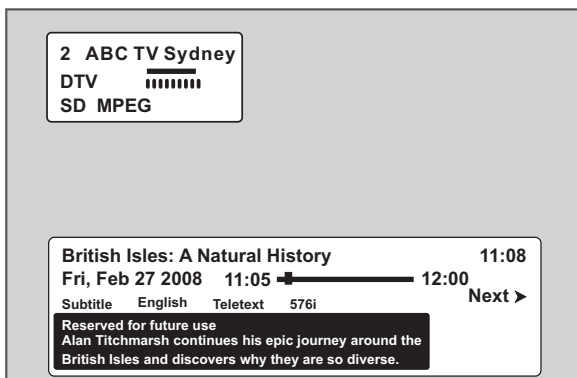 2 ABC TV Sydney
DTV
SD MPEG
British Isles: A Natural History 11:08
Fri, Feb 27 2008 11:05 12:00
Subtitle English Teletext 576i Next
Reserved for future use
Alan Titchmarsh continues his epic journey around the
British Isles and discovers why they are so diverse.